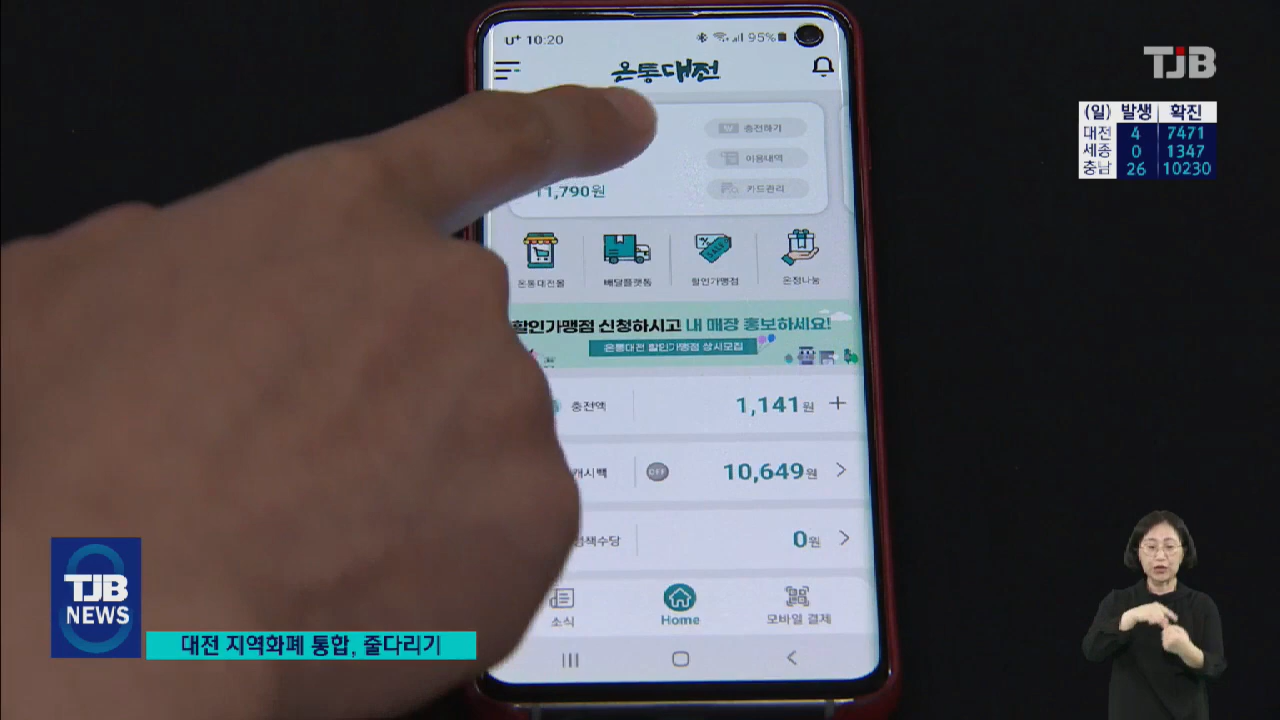 U+ 10:20
95%
온통대전
TJB
(일) 발생 확진
대전 4 7471
세종 0 1347
충남 26 10230
충전하기
이용내역
카드관리
11,790원
온통대전몰 배달플랫폼 할인가맹점 온정나눔
할인가맹점 신청하시고 내 매장 홍보하세요!
온통대전 할인가맹점 상시모집
충전액 1,141원 +
캐시백 OFF 10,649원
정책수당 0원
소식 Home 모바일 결제
8
TJB
NEWS
대전 지역화폐 통합, 줄다리기